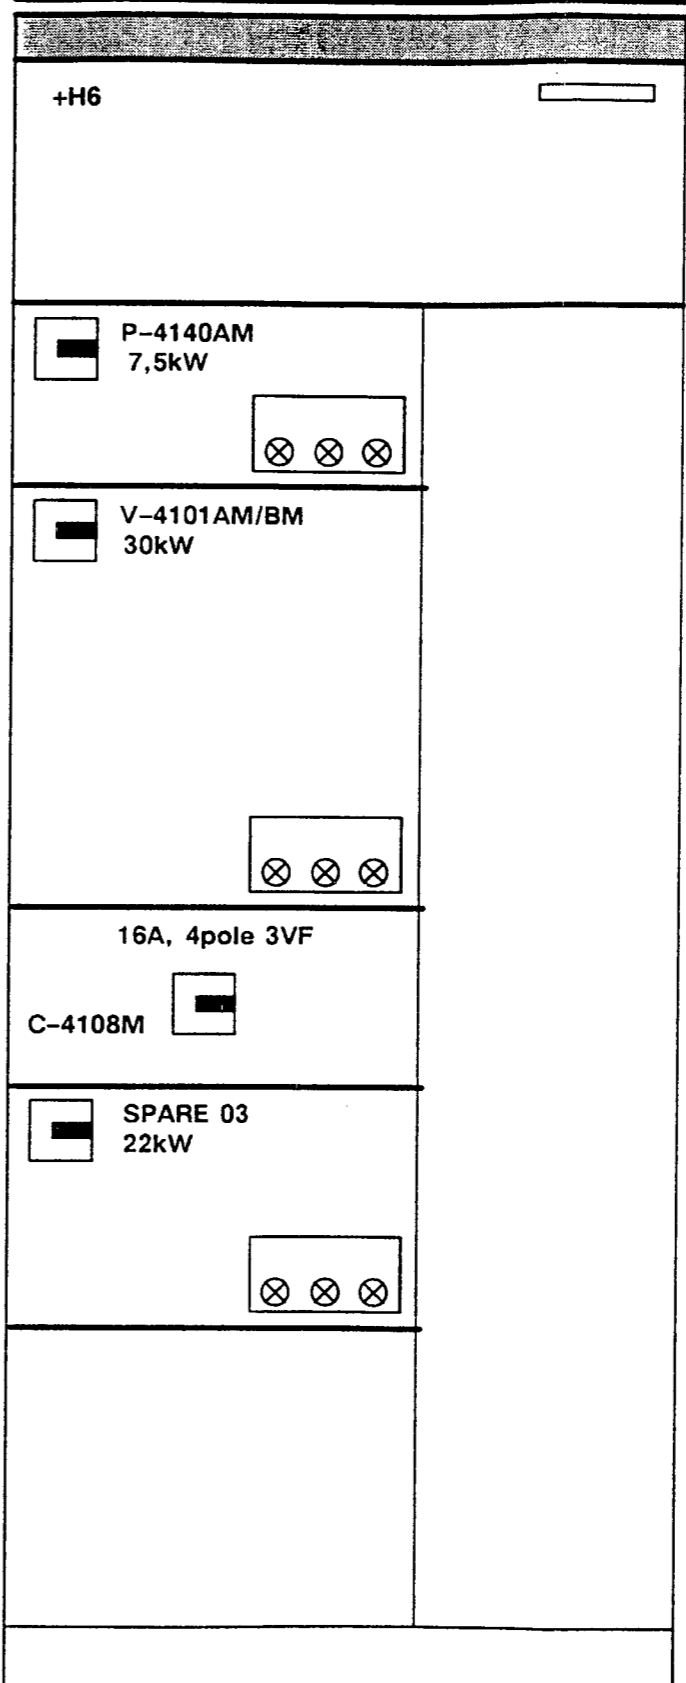 +H6
P-4140AM
7,5kW
V-4101AM/BM
30kW
16A, 4pole 3VF
C-4108M
SPARE 03
22kW